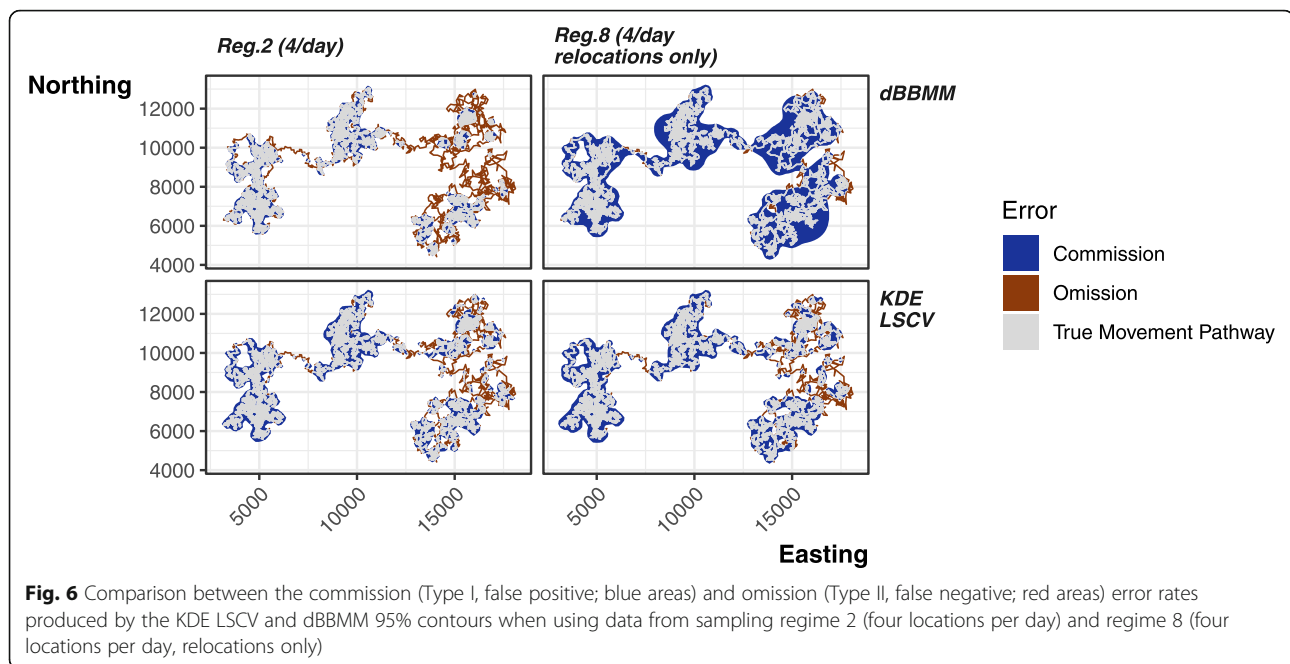 Reg.2 (4/day)
Reg.8 (4/day
relocations only)
Northing
dBBMM
12000
10000
8000
6000
4000
KDE
LSCV
12000
10000
8000
6000
4000
5000
10000
15000
5000
10000
15000
Easting
Error
Commission
Omission
True Movement Pathway
Fig. 6 Comparison between the commission (Type I, false positive; blue areas) and omission (Type II, false negative; red areas) error rates
produced by the KDE LSCV and dBBMM 95% contours when using data from sampling regime 2 (four locations per day) and regime 8 (four
locations per day, relocations only)